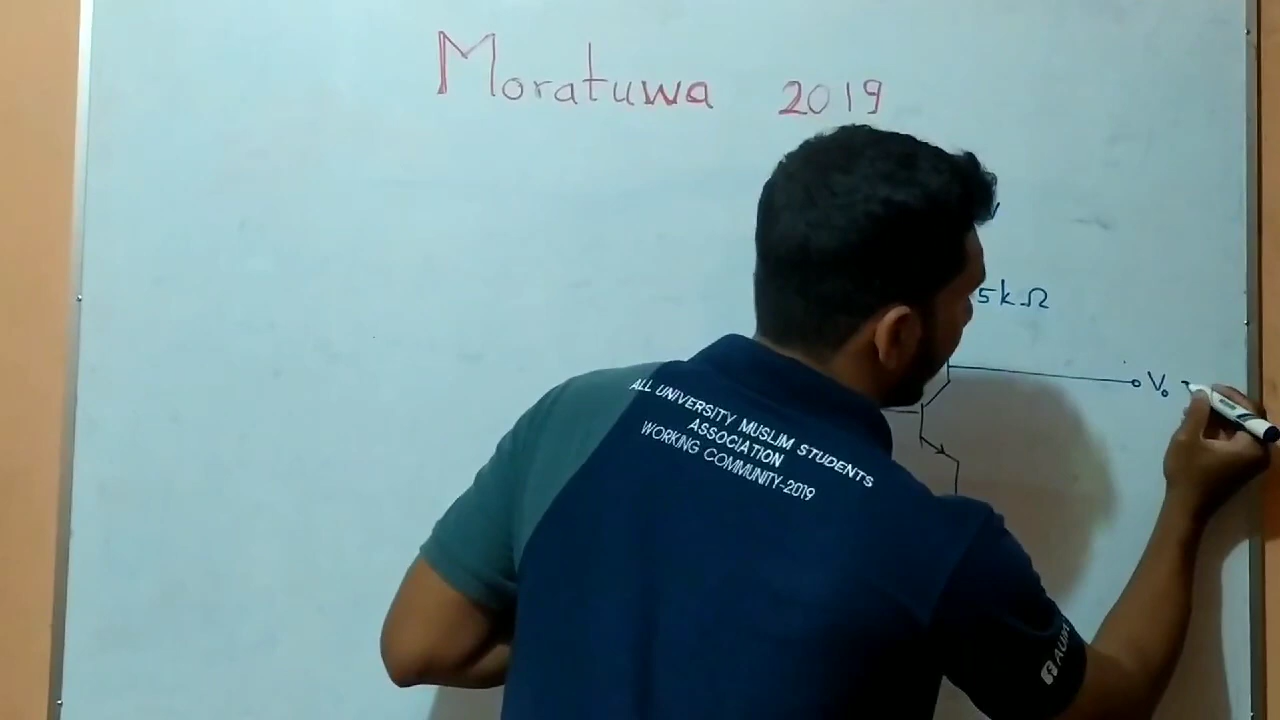 Moratuwa 2019
5kΩ
V₀
ALL UNIVERSITY MUSLIM STUDENTS
ASSOCIATION
WORKING COMMUNITY-2019